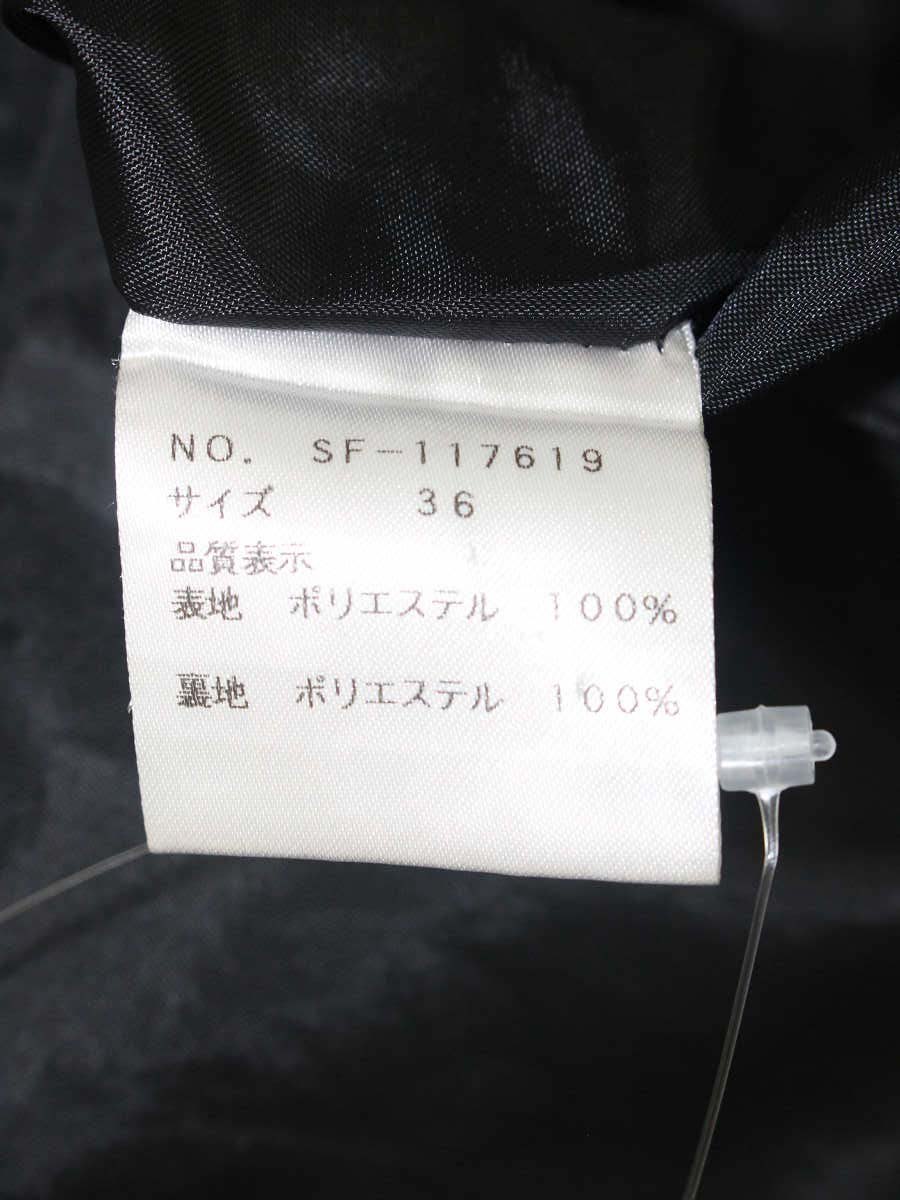 NO. SF-117619
サイズ 36
品質表示
表地 ポリエステル 100%
裏地 ポリエステル 100%